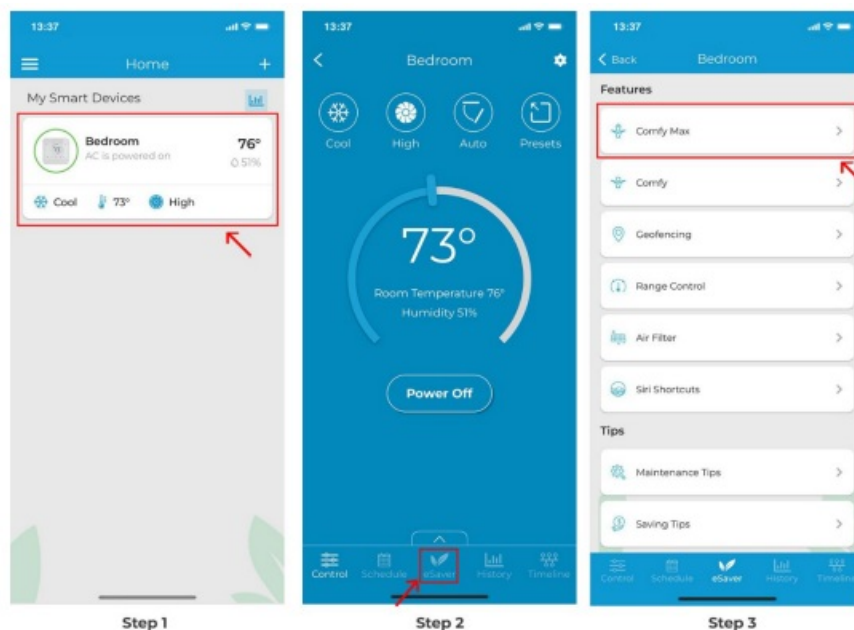 13:37
Home
+
My Smart Devices
Bedroom
76°
AC is powered on
51%
Cool
73°
High
Step 1
13:37
Bedroom
Cool
High
Auto
Presets
73°
Room Temperature 76°
Humidity 51%
Power Off
Control
Schedule
eSaver
History
Timeline
Step 2
13:37
Back
Bedroom
Features
Comfy Max
Comfy
Geofencing
Range Control
Air Filter
Siri Shortcuts
Tips
Maintenance Tips
Saving Tips
Control
Schedule
eSaver
History
Timeline
Step 3